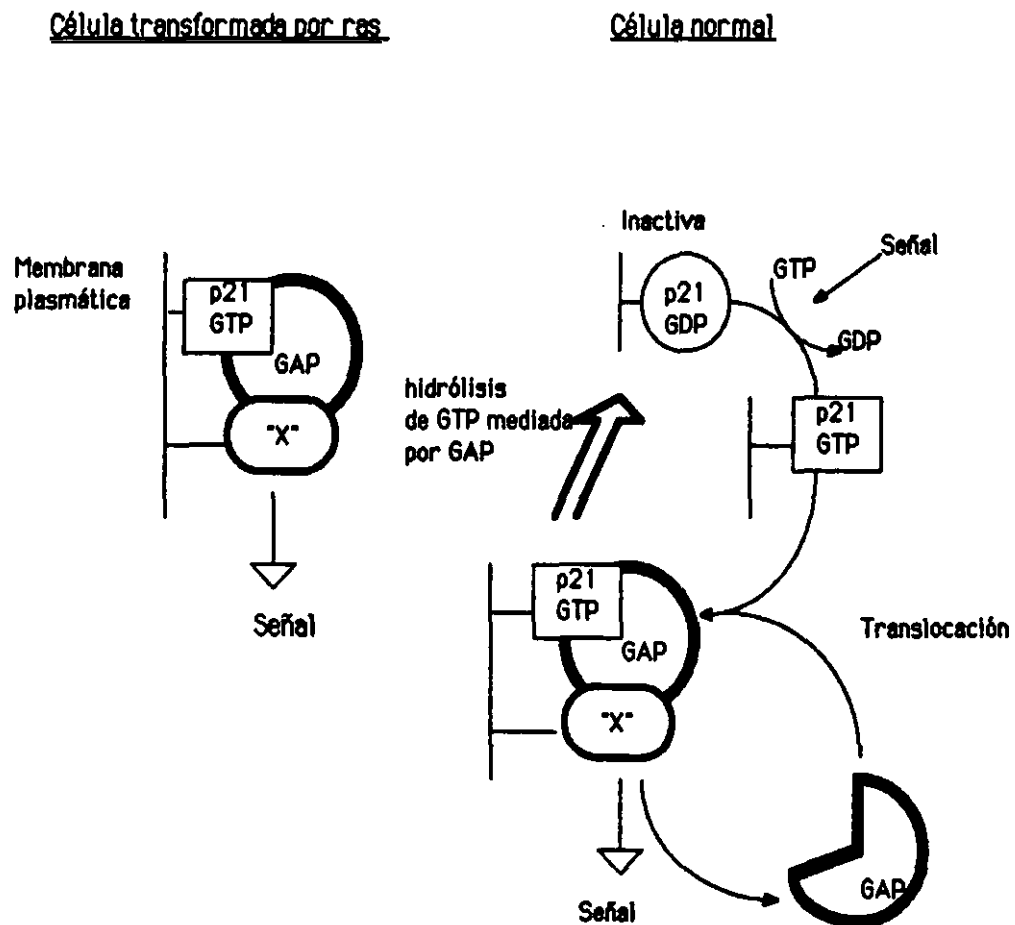 Célula transformada por ras
Célula normal
Membrana
plasmática
p21
GTP
GAP
"X"
Señal
Inactiva
p21
GDP
GTP
Señal
GDP
p21
GTP
hidrólisis
de GTP mediada
por GAP
p21
GTP
GAP
"X"
Señal
Translocación
GAP